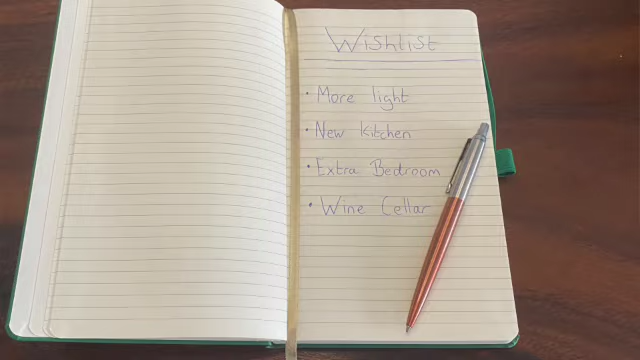 Wishlist
• More light
• New kitchen
• Extra Bedroom
• Wine Cellar